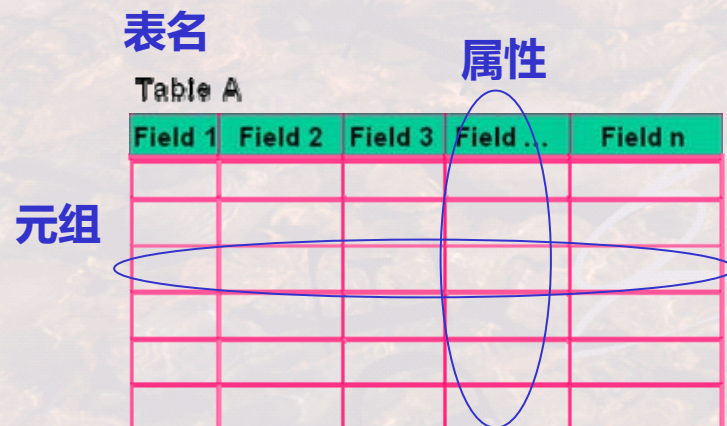 表名
属性
Table A
Field 1 Field 2 Field 3 Field ... Field n
元组